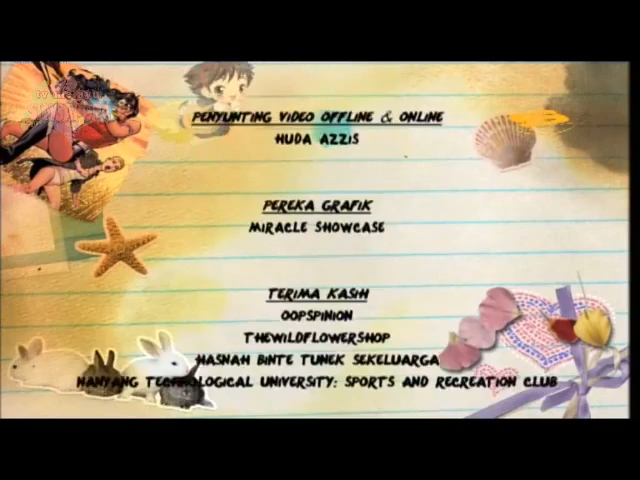 PENYUNTING VIDEO OFFLINE & ONLINE
HUDA AZZIS
PEREKA GRAFIK
MIRACLE SHOWCASE
TERIMA KASIH
OOPSPINION
THEWILDFLOWERSHOP
HASNAH BINTE TUNEK SEKELUARGA
NANYANG TECHNOLOGICAL UNIVERSITY: SPORTS AND RECREATION CLUB